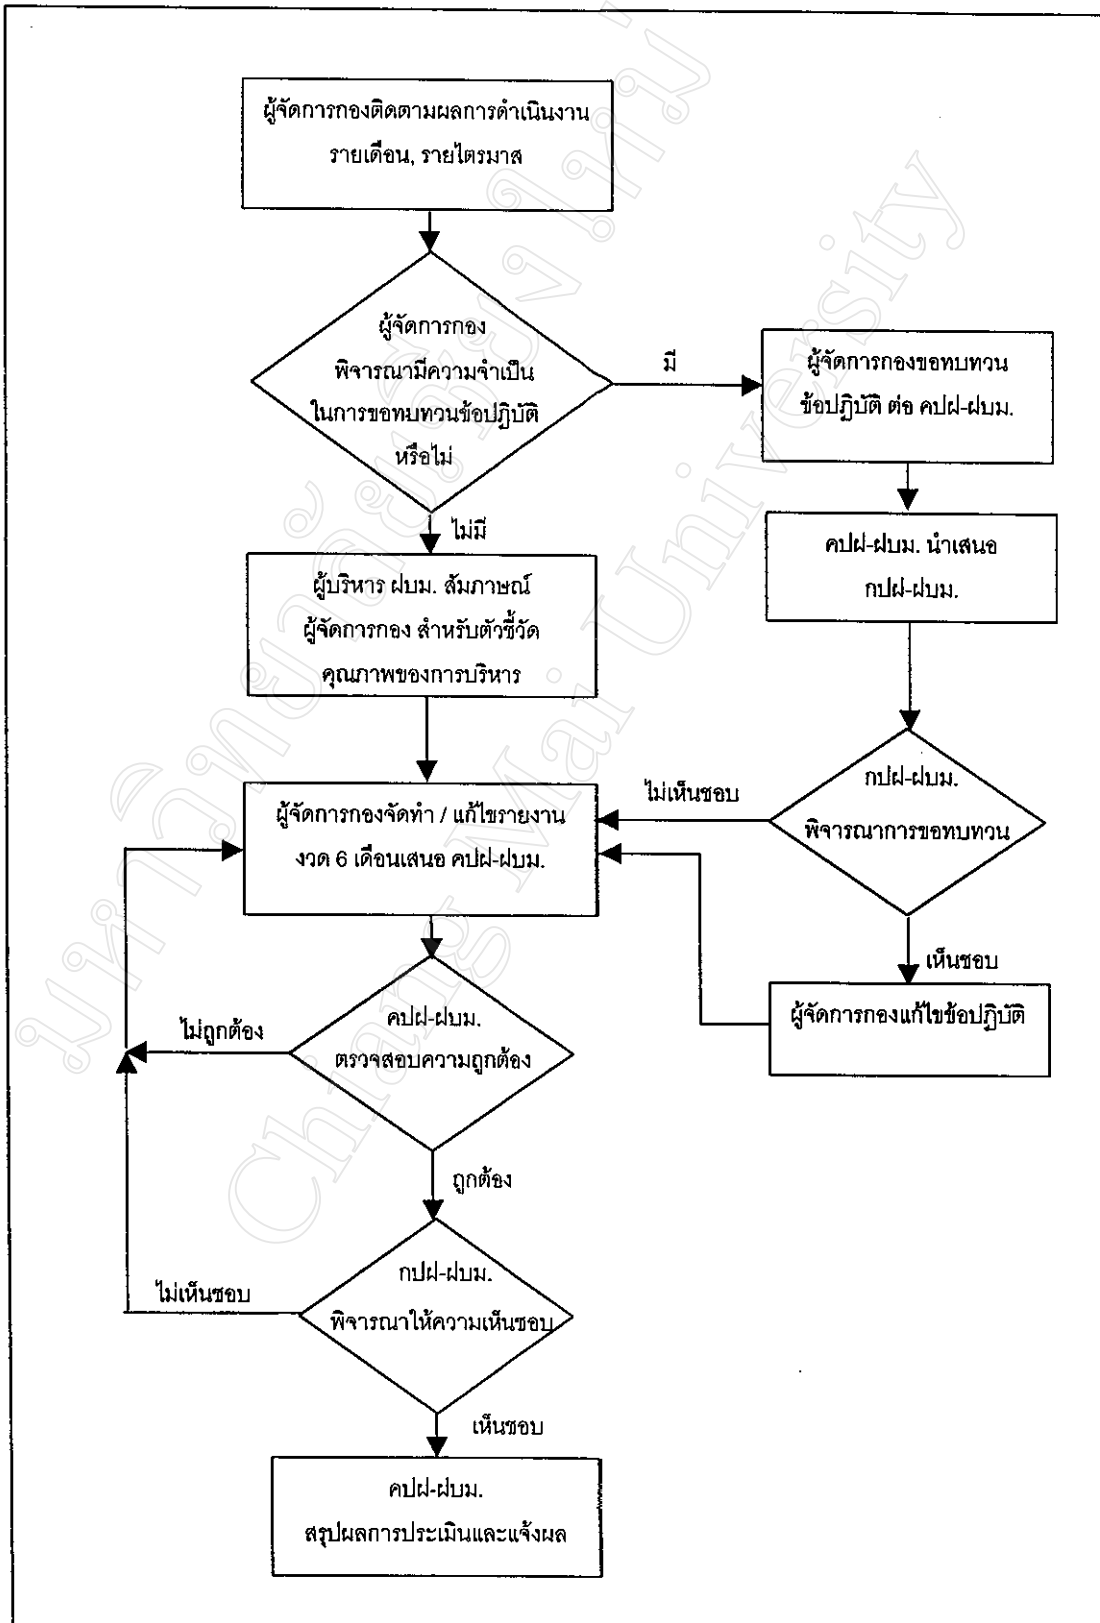 ผู้จัดการกองติดตามผลการดำเนินงาน
รายเดือน, รายไตรมาส
ผู้จัดการกอง
พิจารณามีความจำเป็น
ในการขอทบทวนข้อปฏิบัติ
หรือไม่
มี
ผู้จัดการกองขอทบทวน
ข้อปฏิบัติ ต่อ คปฝ-ฝบม.
ไม่มี
คปฝ-ฝบม. นำเสนอ
กปฝ-ฝบม.
ผู้บริหาร ฝบม. สัมภาษณ์
ผู้จัดการกอง สำหรับตัวชี้วัด
คุณภาพของการบริหาร
กปฝ-ฝบม.
พิจารณาการขอทบทวน
ไม่เห็นชอบ
ผู้จัดการกองจัดทำ / แก้ไขรายงาน
งวด 6 เดือนเสนอ คปฝ-ฝบม.
เห็นชอบ
ผู้จัดการกองแก้ไขข้อปฏิบัติ
คปฝ-ฝบม.
ตรวจสอบความถูกต้อง
ไม่ถูกต้อง
ถูกต้อง
กปฝ-ฝบม.
พิจารณาให้ความเห็นชอบ
ไม่เห็นชอบ
เห็นชอบ
คปฝ-ฝบม.
สรุปผลการประเมินและแจ้งผล
มหาวิทยาลัยเชียงใหม่
Chiang Mai University